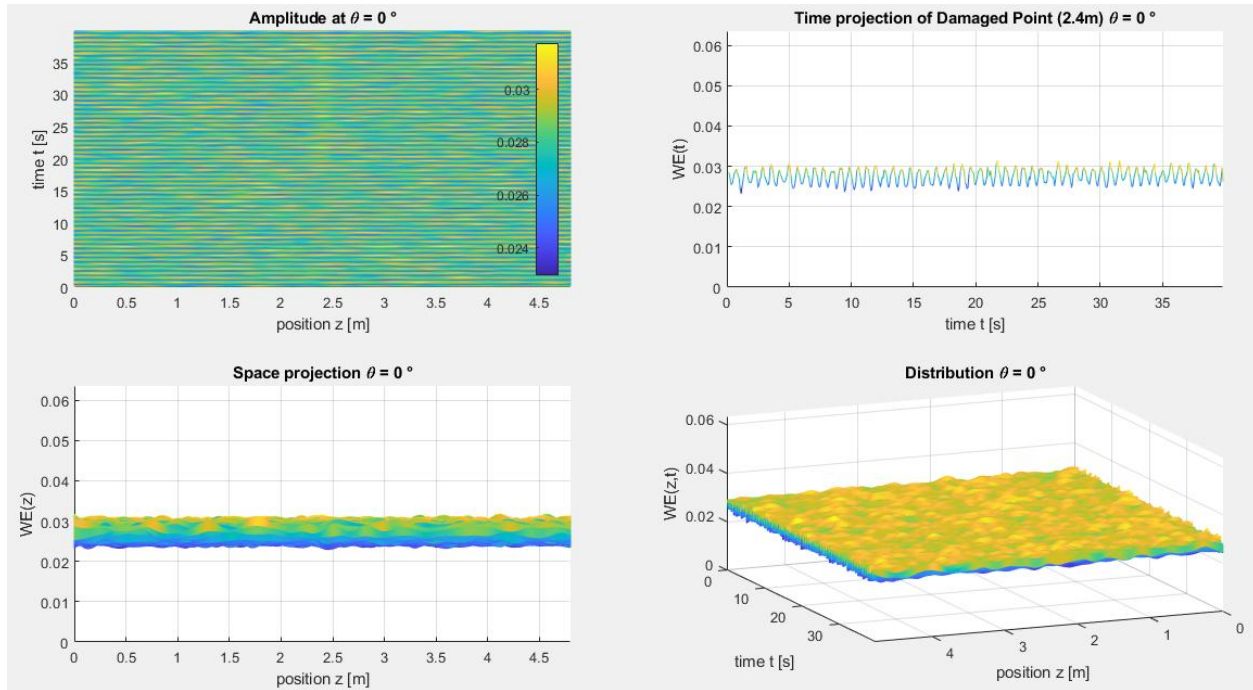 Amplitude at θ = 0 °
time t [s]
35
30
25
20
15
10
5
0
0.03
0.028
0.026
0.024
0 0.5 1 1.5 2 2.5 3 3.5 4 4.5
position z [m]
Time projection of Damaged Point (2.4m) θ = 0 °
WE(t)
0.06
0.05
0.04
0.03
0.02
0.01
0
0 5 10 15 20 25 30 35
time t [s]
Space projection θ = 0 °
WE(z)
0.06
0.05
0.04
0.03
0.02
0.01
0
0 0.5 1 1.5 2 2.5 3 3.5 4 4.5
position z [m]
Distribution θ = 0 °
WE(z,t)
0.06
0.04
0.02
0
0
10
20
30
time t [s]
4 3 2 1 0
position z [m]